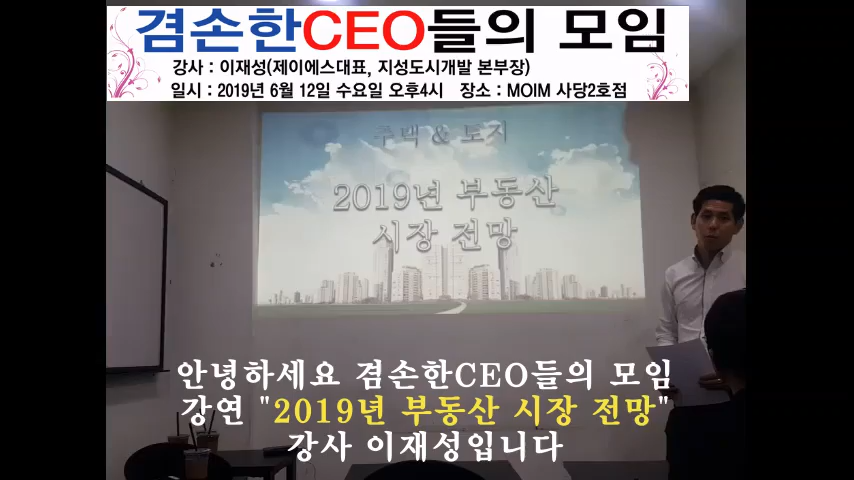 겸손한CEO들의 모임
강사 : 이재성(제이에스대표, 지성도시개발 본부장)
일시 : 2019년 6월 12일 수요일 오후4시 장소 : MOIM 사당2호점
주택 & 토지
2019년 부동산
시장 전망
안녕하세요 겸손한CEO들의 모임
강연 "2019년 부동산 시장 전망"
강사 이재성입니다